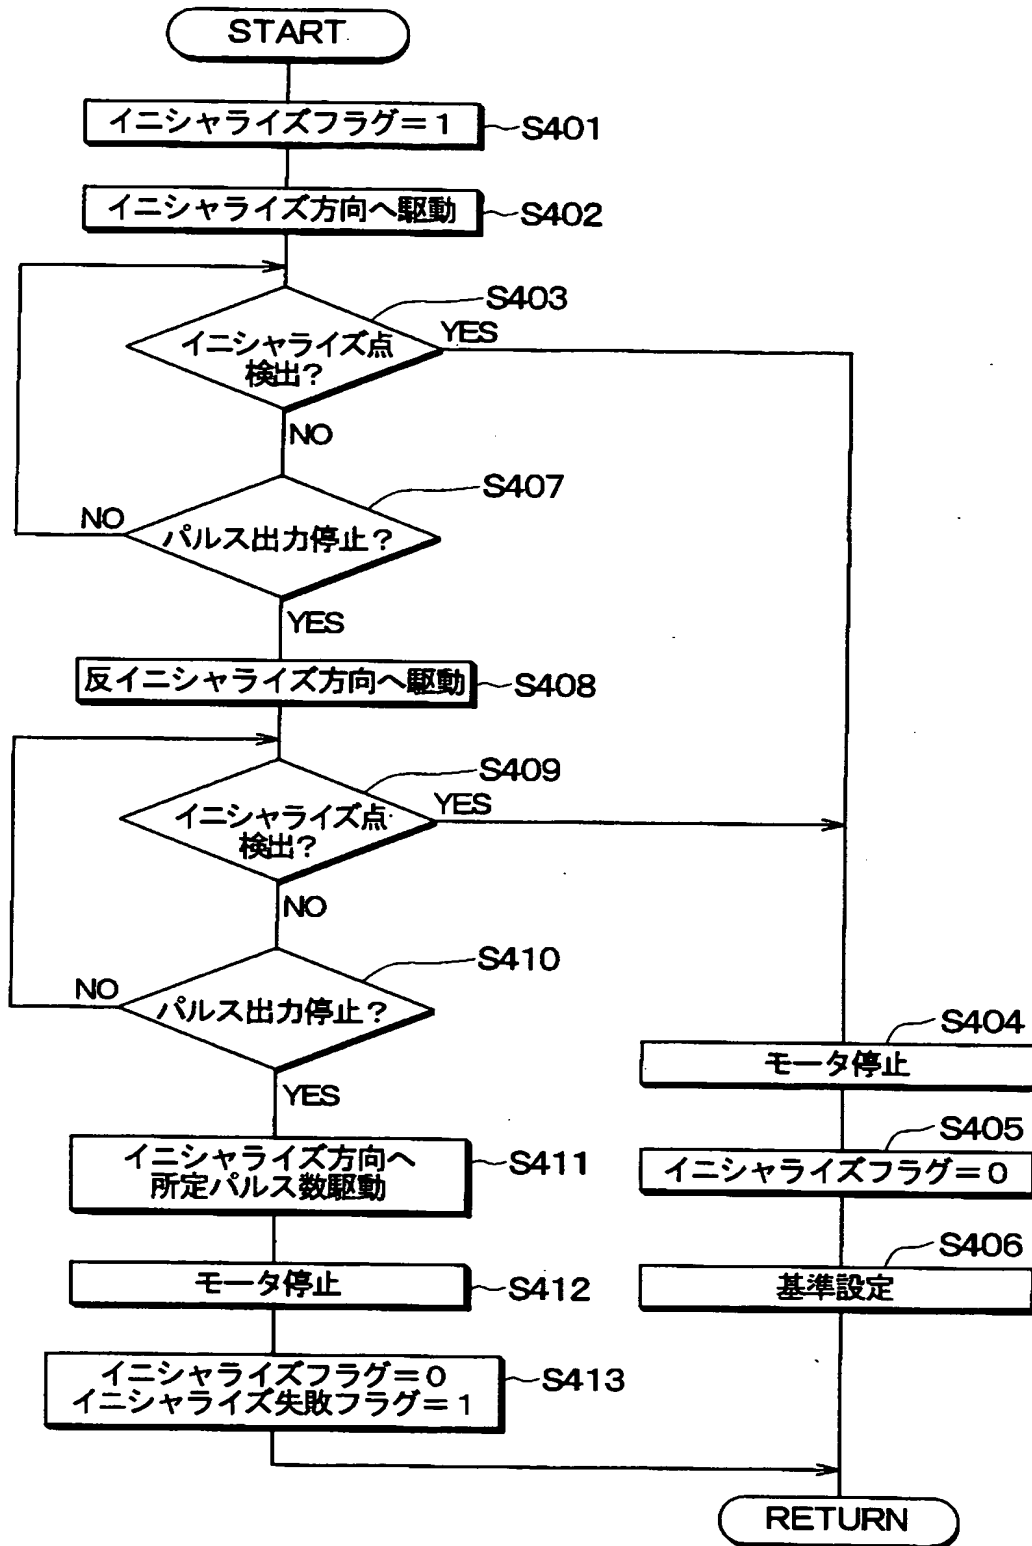 START
イニシャライズフラグ=1
S401
イニシャライズ方向へ駆動
S402
S403
イニシャライズ点
検出?
YES
NO
S407
パルス出力停止?
NO
YES
反イニシャライズ方向へ駆動
S408
S409
イニシャライズ点
検出?
YES
NO
S410
パルス出力停止?
NO
YES
イニシャライズ方向へ
所定パルス数駆動
S411
モータ停止
S412
イニシャライズフラグ=0
イニシャライズ失敗フラグ=1
S413
S404
モータ停止
S405
イニシャライズフラグ=0
S406
基準設定
RETURN